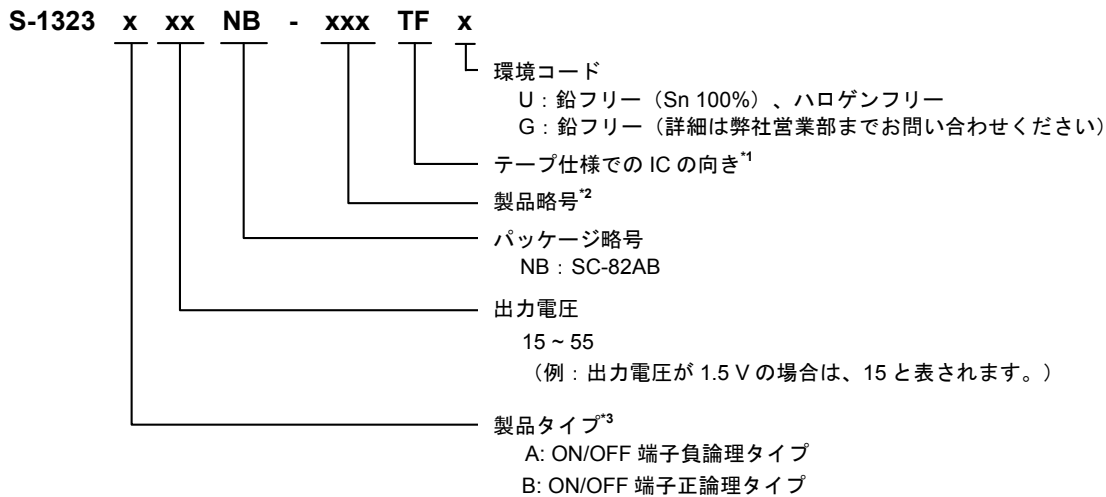 S-1323 x xx NB - xxx TF x
環境コード
U：鉛フリー（Sn 100%）、ハロゲンフリー
G：鉛フリー（詳細は弊社営業部までお問い合わせください）
テープ仕様での IC の向き*1
製品略号*2
パッケージ略号
NB：SC-82AB
出力電圧
15 ~ 55
（例：出力電圧が 1.5 V の場合は、15 と表されます。）
製品タイプ*3
A: ON/OFF 端子負論理タイプ
B: ON/OFF 端子正論理タイプ